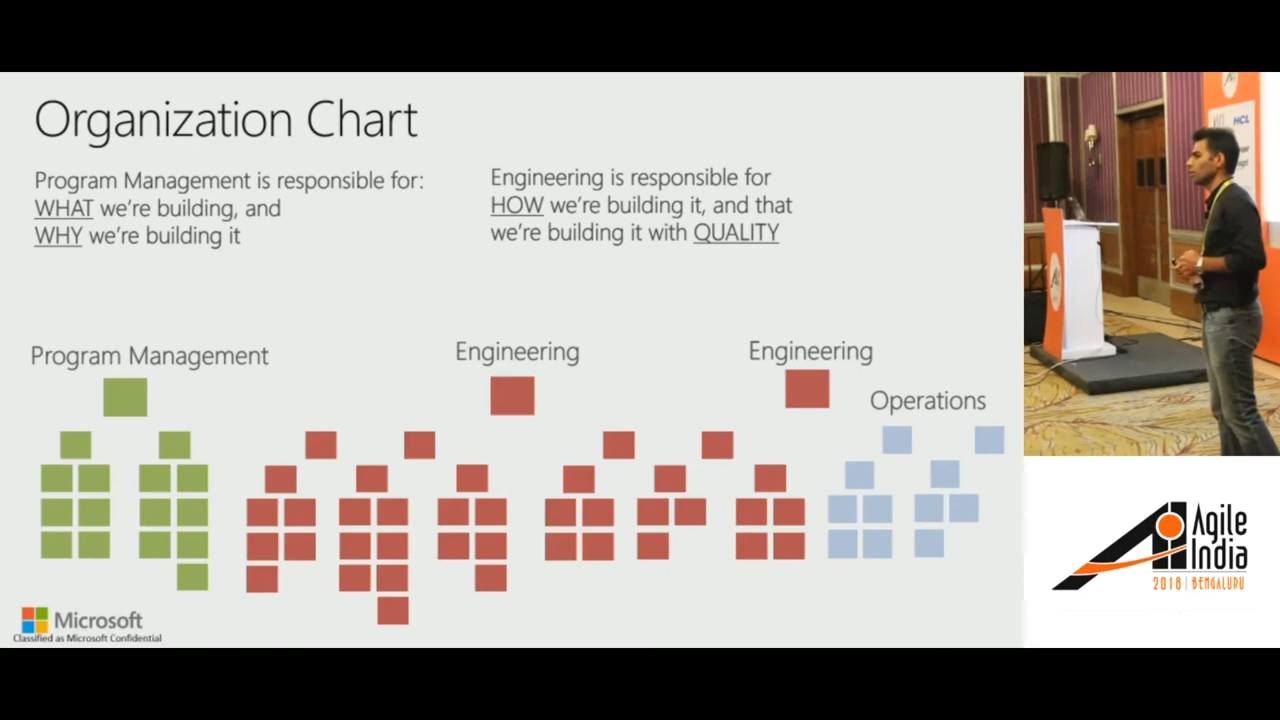 Organization Chart
Program Management is responsible for:
WHAT we're building, and
WHY we're building it
Engineering is responsible for
HOW we're building it, and that
we're building it with QUALITY
Program Management
Engineering
Engineering
Operations
Microsoft
Classified as Microsoft Confidential
HCL
Agile
India
2018 | BENGALURU